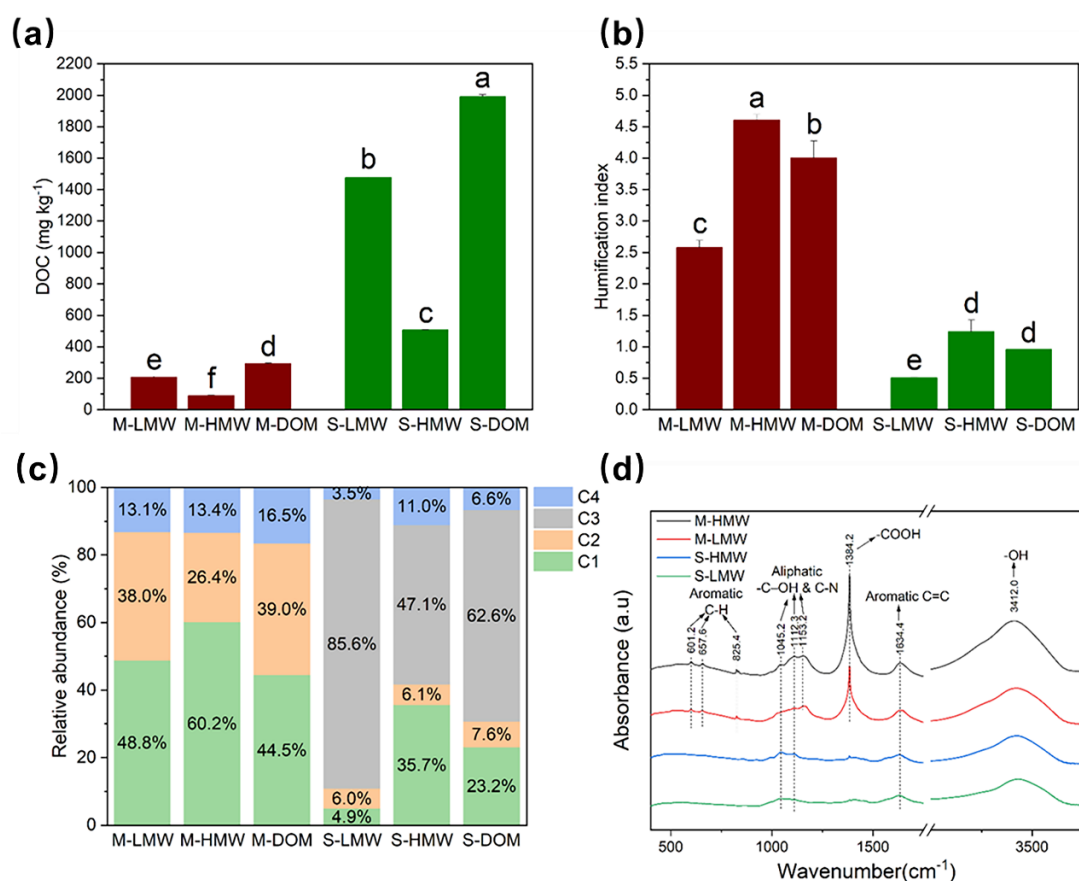 (a)
2200
2000
1800
1600
1400
1200
1000
800
600
400
200
0
DOC (mg kg⁻¹)
e
f
d
b
c
a
M-LMW M-HMW M-DOM S-LMW S-HMW S-DOM
(b)
5.5
5.0
4.5
4.0
3.5
3.0
2.5
2.0
1.5
1.0
0.5
0.0
Humification index
c
a
b
e
d
d
M-LMW M-HMW M-DOM S-LMW S-HMW S-DOM
(c)
100
80
60
40
20
0
Relative abundance (%)
13.1% 13.4% 16.5% 3.5% 11.0% 6.6%
38.0% 26.4% 39.0% 85.6% 47.1% 62.6%
48.8% 60.2% 44.5% 6.0% 6.1% 7.6%
4.9% 35.7% 23.2%
M-LMW M-HMW M-DOM S-LMW S-HMW S-DOM
C4
C3
C2
C1
(d)
M-HMW
M-LMW
S-HMW
S-LMW
Aromatic
C-H
601.2
657.6
825.4
Aliphatic
-C–OH & C-N
1045.2
1112.3
1153.2
1384.2
-COOH
Aromatic C=C
1634.4
-OH
3412.0
Absorbance (a.u)
500 1000 1500 3500
Wavenumber(cm⁻¹)